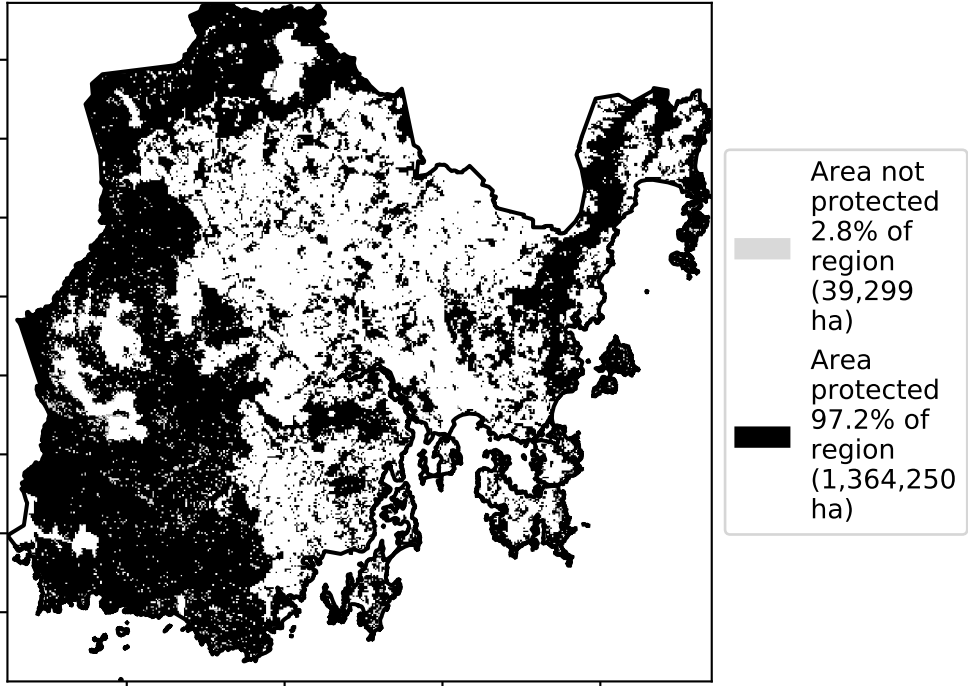 Area not
protected
2.8% of
region
(39,299
ha)
Area
protected
97.2% of
region
(1,364,250
ha)